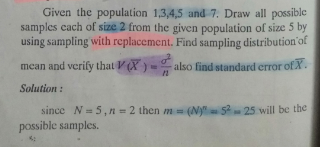 Given the population 1,3,4,5 and 7. Draw all possible
samples each of size 2 from the given population of size 5 by
using sampling with replacement. Find sampling distribution of
mean and verify that V(X̄) = σ²/n also find standard error of X̄.
Solution :
since N = 5, n = 2 then m = (N)ⁿ = 5² = 25 will be the
possible samples.